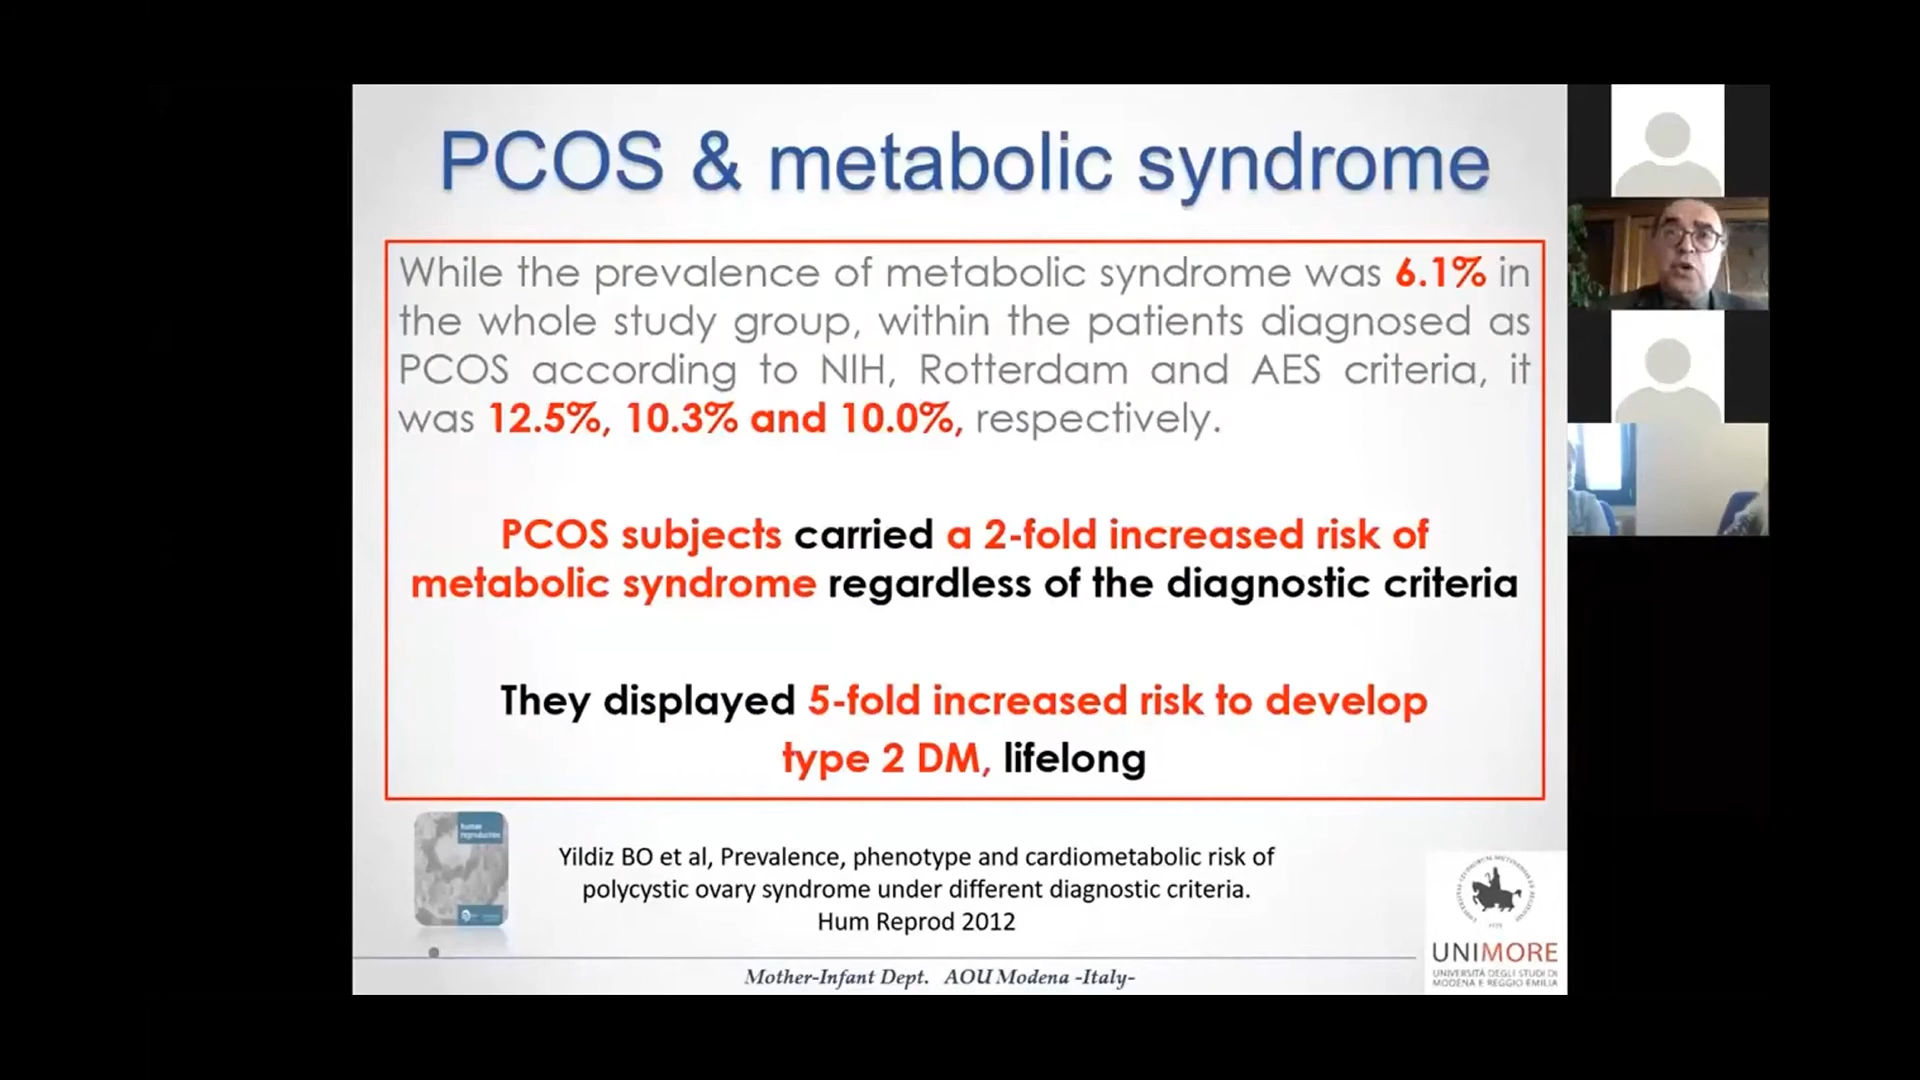 PCOS & metabolic syndrome
While the prevalence of metabolic syndrome was 6.1% in
the whole study group, within the patients diagnosed as
PCOS according to NIH, Rotterdam and AES criteria, it
was 12.5%, 10.3% and 10.0%, respectively.
PCOS subjects carried a 2-fold increased risk of
metabolic syndrome regardless of the diagnostic criteria
They displayed 5-fold increased risk to develop
type 2 DM, lifelong
human
reproduction
Yildiz BO et al, Prevalence, phenotype and cardiometabolic risk of
polycystic ovary syndrome under different diagnostic criteria.
Hum Reprod 2012
UNIMORE
UNIVERSITÀ DEGLI STUDI DI
MODENA E REGGIO EMILIA
Mother-Infant Dept. AOU Modena -Italy-